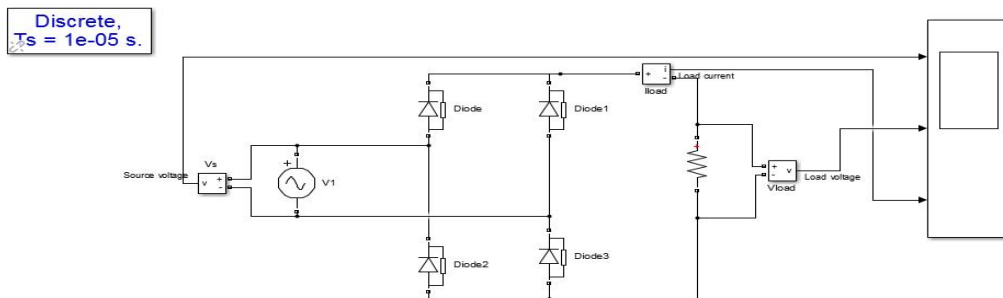 Discrete,
Ts = 1e-05 s.
Diode
Diode1
+
i
-
Load current
Iload
Vs
Source voltage
v
+
-
+
V1
+
+
-
v
Vload
Load voltage
Diode2
Diode3